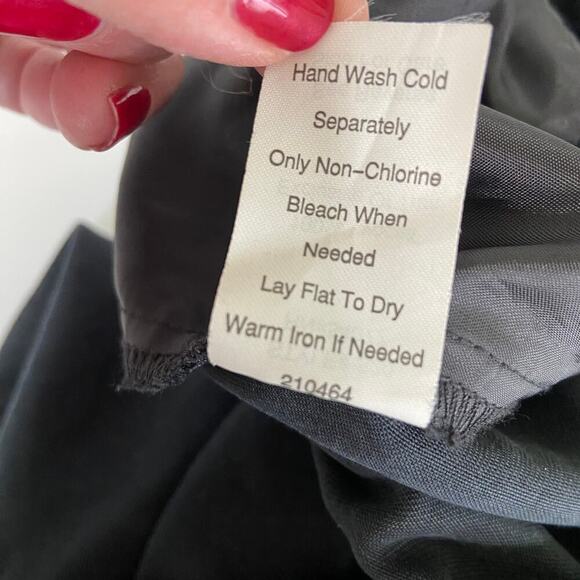 Hand Wash Cold
Separately
Only Non-Chlorine
Bleach When
Needed
Lay Flat To Dry
Warm Iron If Needed
210464